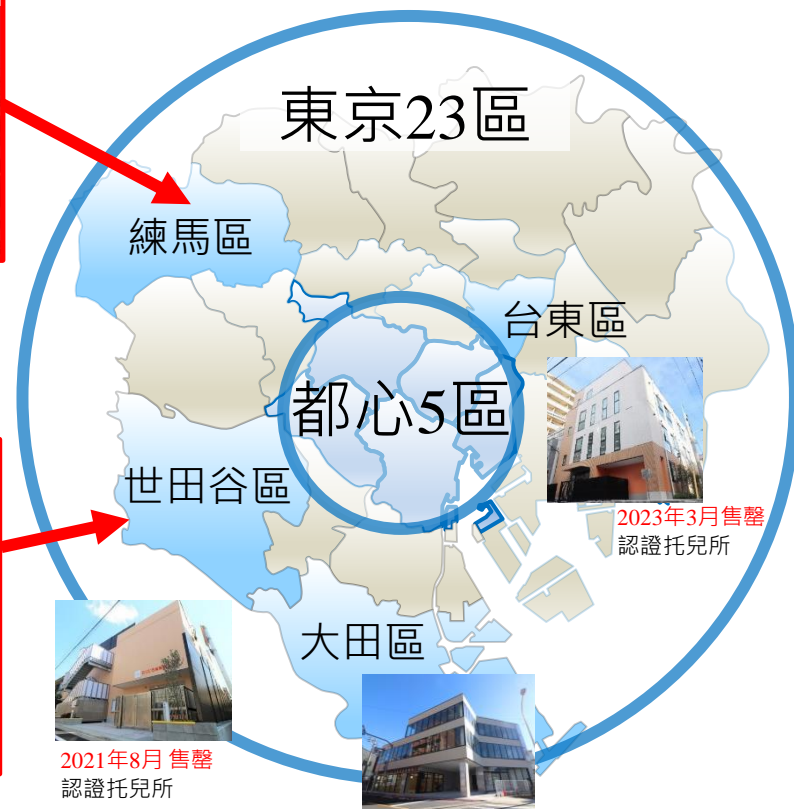 東京23區
練馬區
台東區
都心5區
世田谷區
2023年3月售罄
認證托兒所
大田區
2021年8月 售罄
認證托兒所